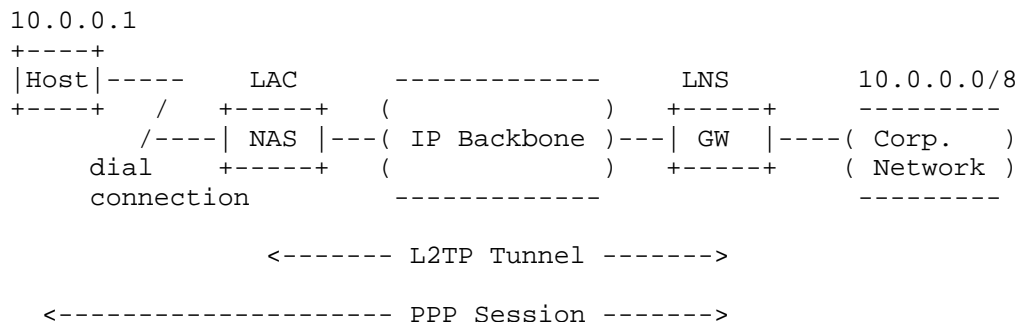 10.0.0.1
+----+
|Host|-----    LAC      -------------     LNS        10.0.0.0/8
+----+   /   +-----+   (             )   +-----+     ---------
        /----| NAS |---( IP Backbone )---| GW  |----( Corp.   )
     dial    +-----+   (             )   +-----+    ( Network )
     connection         -------------                ---------
<------- L2TP Tunnel ------->
<--------------------- PPP Session ------->